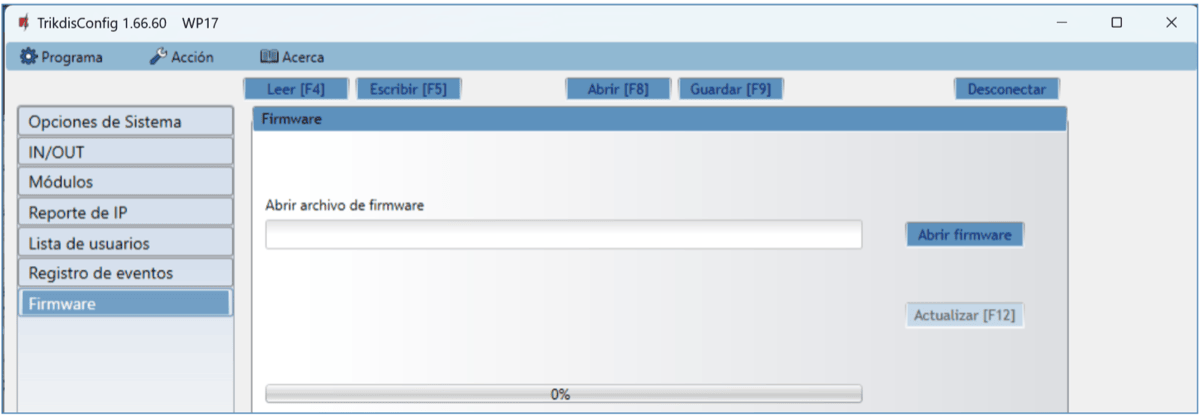 TrikdisConfig 1.66.60 WP17
Programa Acción Acerca
Leer [F4] Escribir [F5] Abrir [F8] Guardar [F9] Desconectar
Opciones de Sistema
IN/OUT
Módulos
Reporte de IP
Lista de usuarios
Registro de eventos
Firmware
Firmware
Abrir archivo de firmware
Abrir firmware
Actualizar [F12]
0%